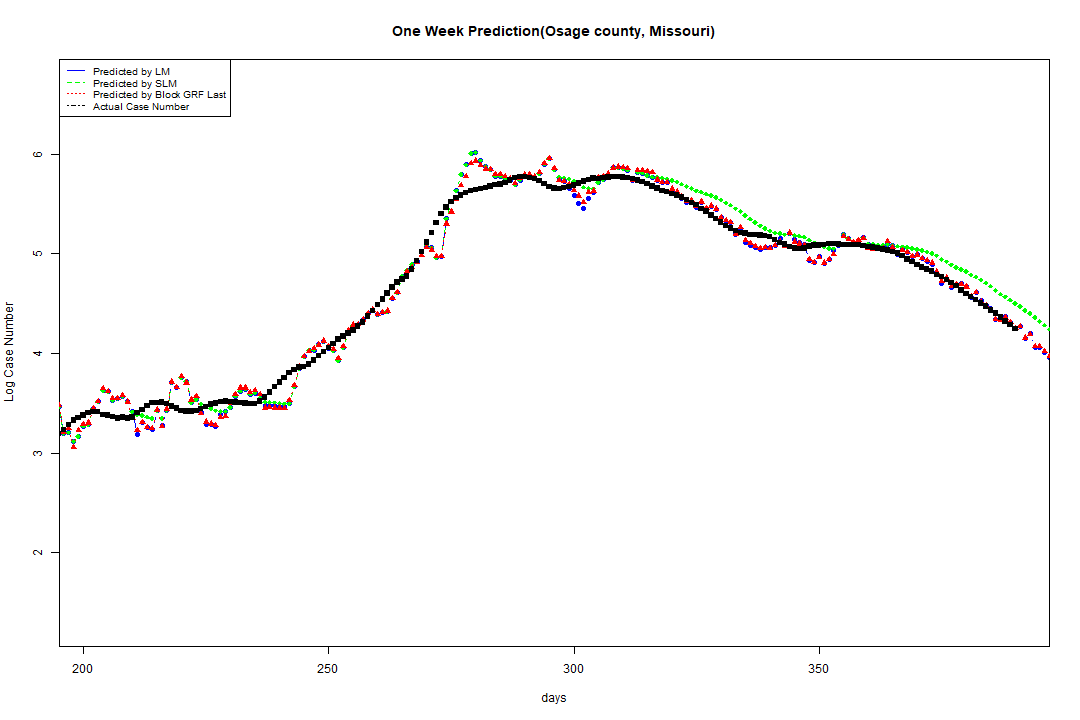 One Week Prediction(Osage county, Missouri)
Predicted by LM
Predicted by SLM
Predicted by Block GRF Last
Actual Case Number
6
5
4
3
2
Log Case Number
200 250 300 350
days